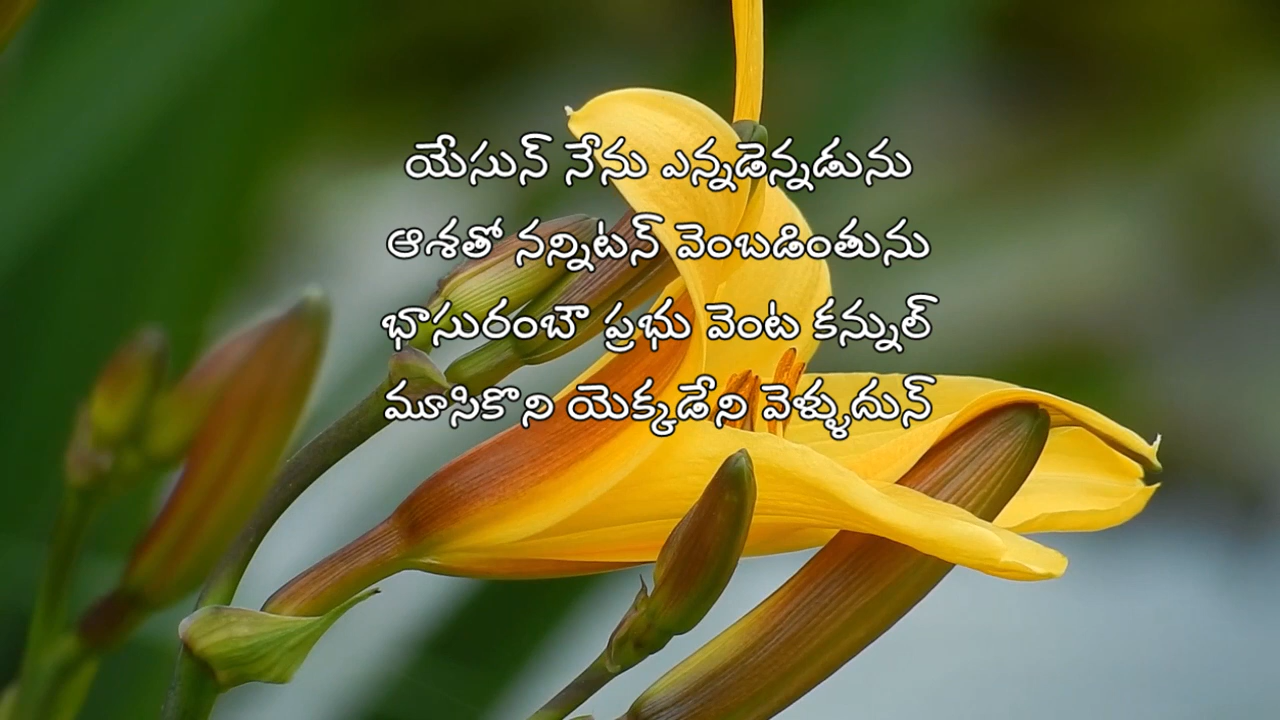 యేసున్ నేను ఎన్నడెన్నడును
ఆశతో నన్నిటన్ వెంబడింతును
భాసురంబౌ ప్రభు వెంట కన్నుల్
మూసికొని యెక్కడేని వెళ్ళుదున్